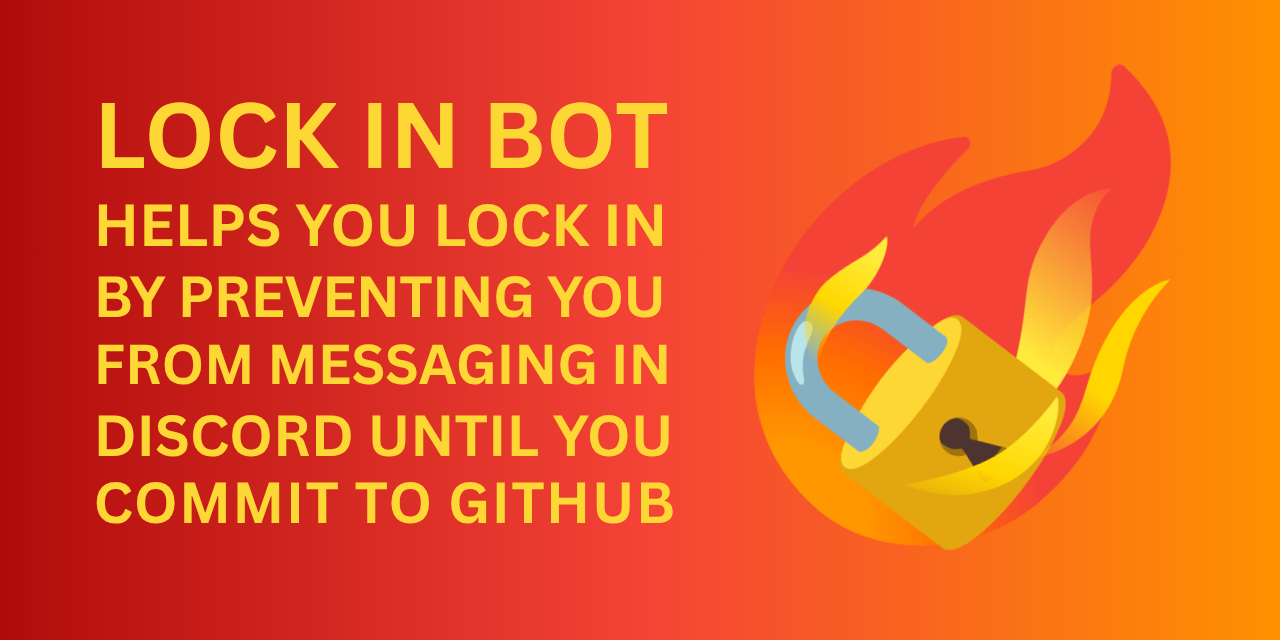 LOCK IN BOT
HELPS YOU LOCK IN
BY PREVENTING YOU
FROM MESSAGING IN
DISCORD UNTIL YOU
COMMIT TO GITHUB